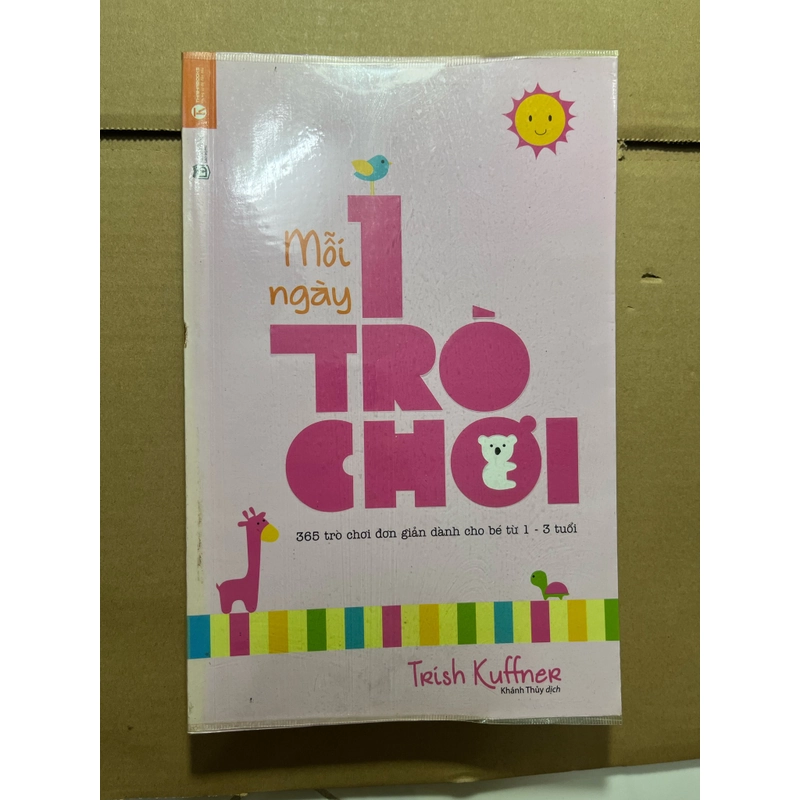 Mỗi
ngày
1
TRÒ
CHƠI
365 trò chơi đơn giản dành cho bé từ 1 - 3 tuổi
Trish Kuffner
Khánh Thủy dịch